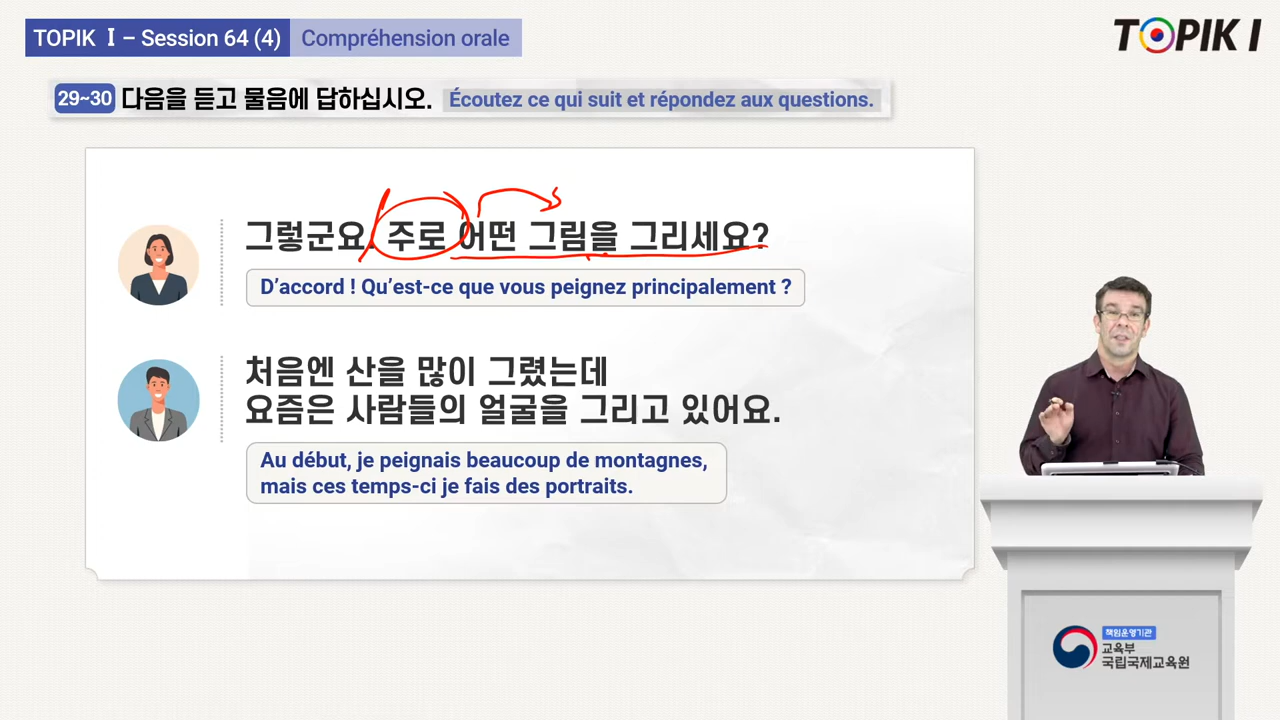 TOPIK Ⅰ – Session 64 (4) Compréhension orale
TOPIK I
29~30 다음을 듣고 물음에 답하십시오. Écoutez ce qui suit et répondez aux questions.
그렇군요. 주로 어떤 그림을 그리세요?
D'accord ! Qu'est-ce que vous peignez principalement ?
처음엔 산을 많이 그렸는데
요즘은 사람들의 얼굴을 그리고 있어요.
Au début, je peignais beaucoup de montagnes,
mais ces temps-ci je fais des portraits.
책임운영기관
교육부
국립국제교육원